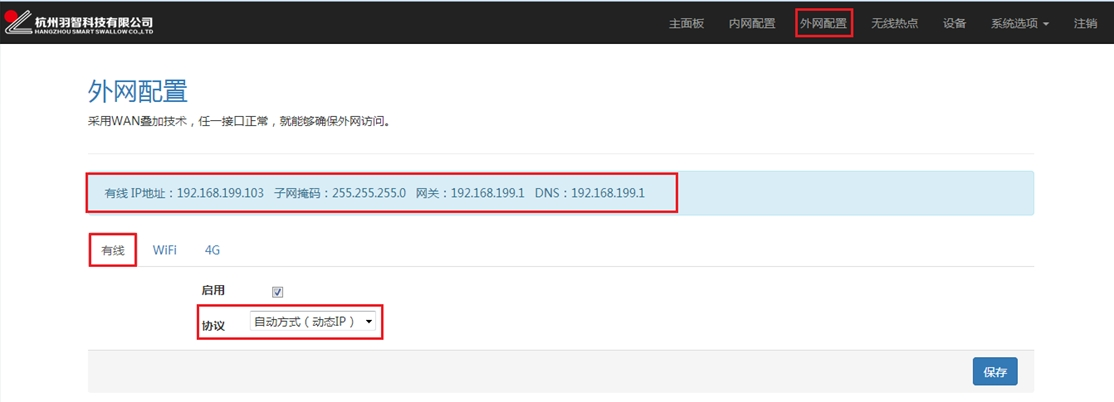 杭州羽智科技有限公司
HANGZHOU SMART SWALLOW CO.,LTD
主面板 内网配置 外网配置 无线热点 设备 系统选项 注销
外网配置
采用WAN叠加技术，任一接口正常，就能够确保外网访问。
有线 IP地址：192.168.199.103 子网掩码：255.255.255.0 网关：192.168.199.1 DNS：192.168.199.1
有线 WiFi 4G
启用
协议 自动方式（动态IP）
保存